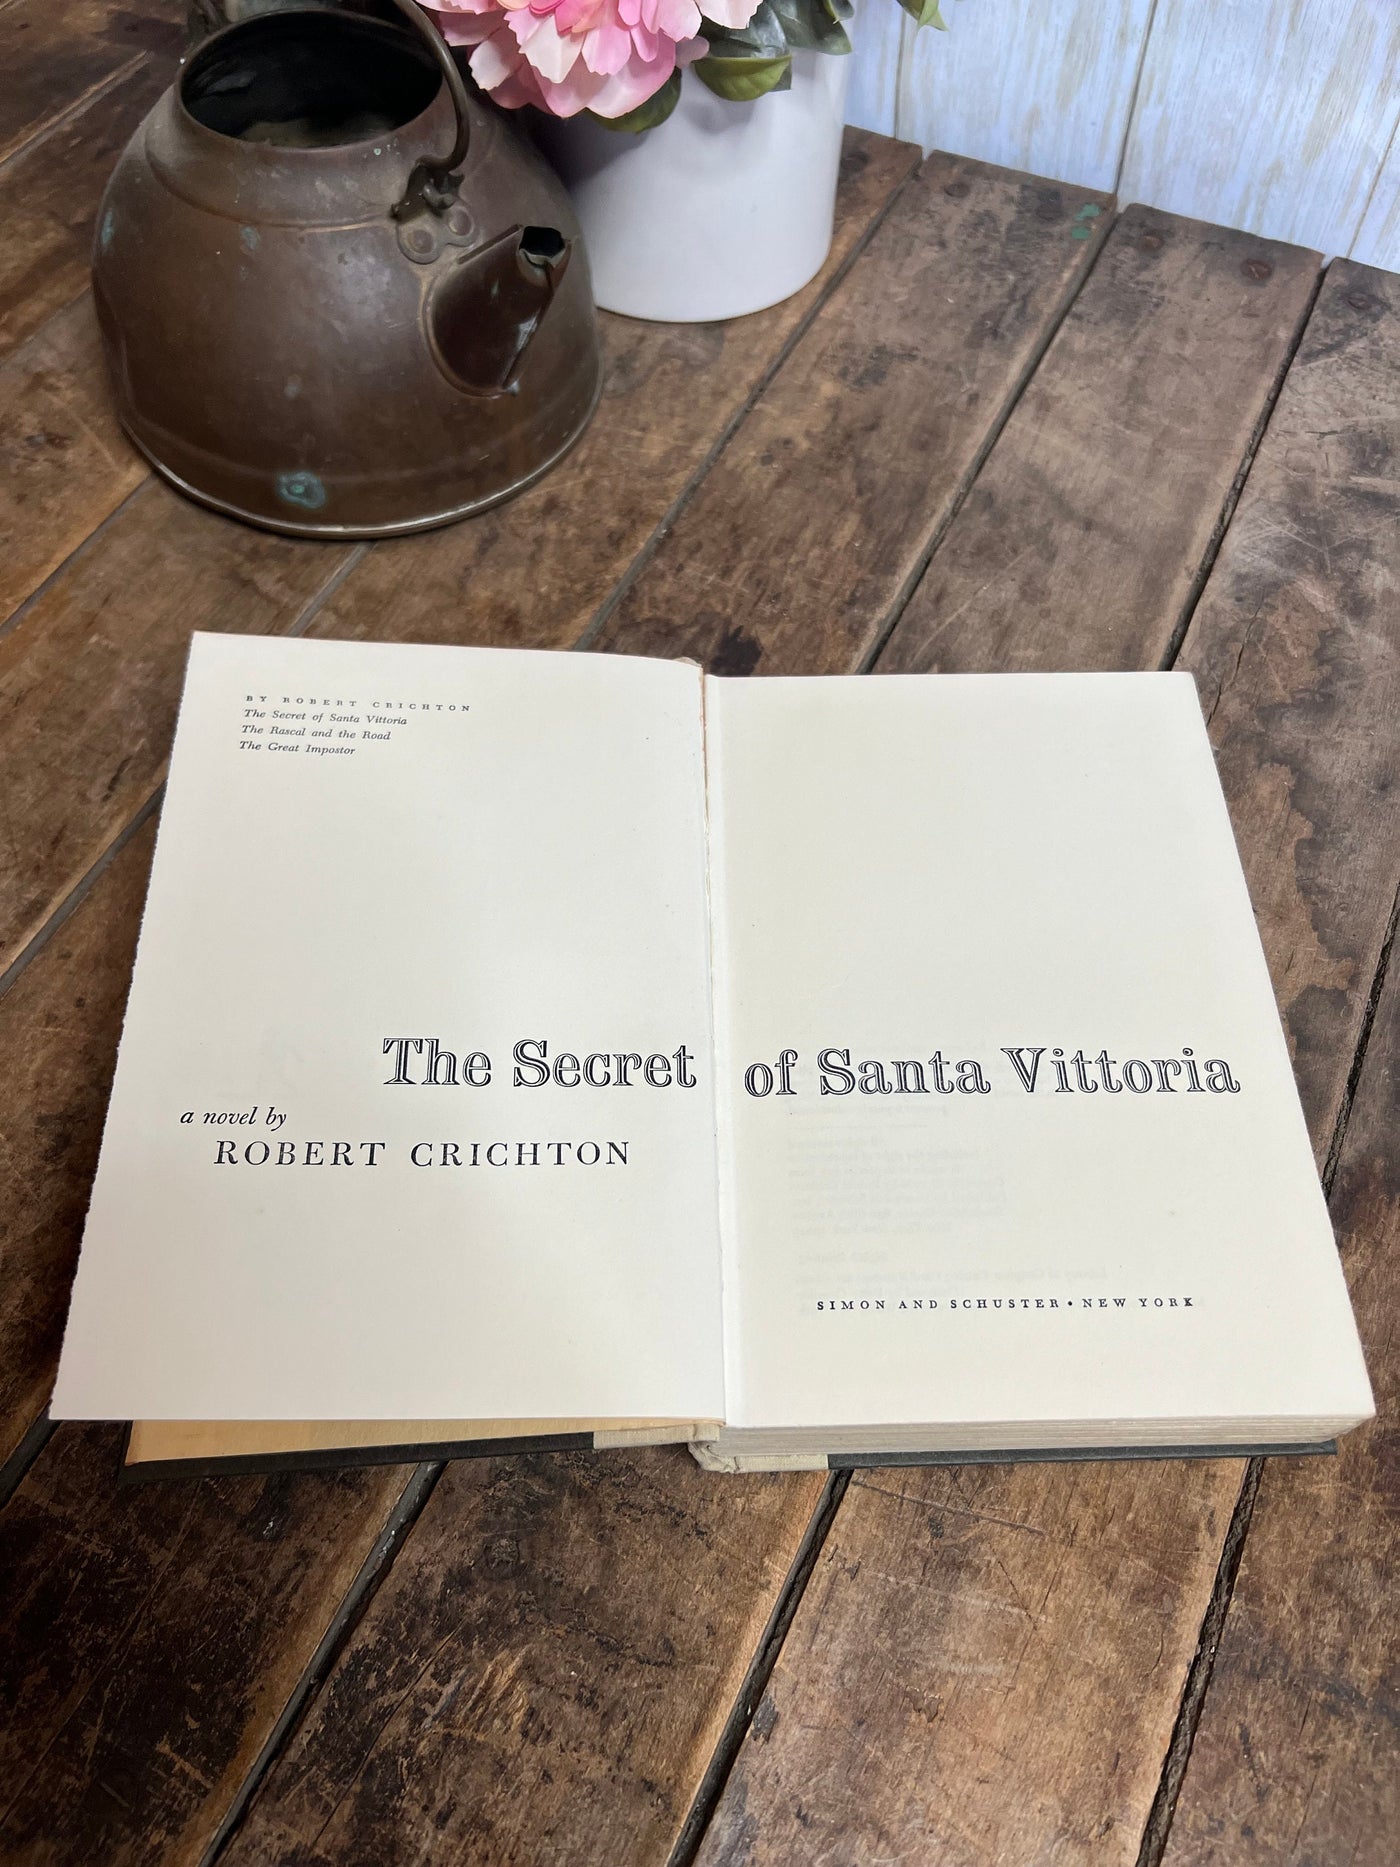 BY ROBERT CRICHTON
The Secret of Santa Vittoria
The Rascal and the Road
The Great Impostor
The Secret of Santa Vittoria
a novel by
ROBERT CRICHTON
SIMON AND SCHUSTER • NEW YORK